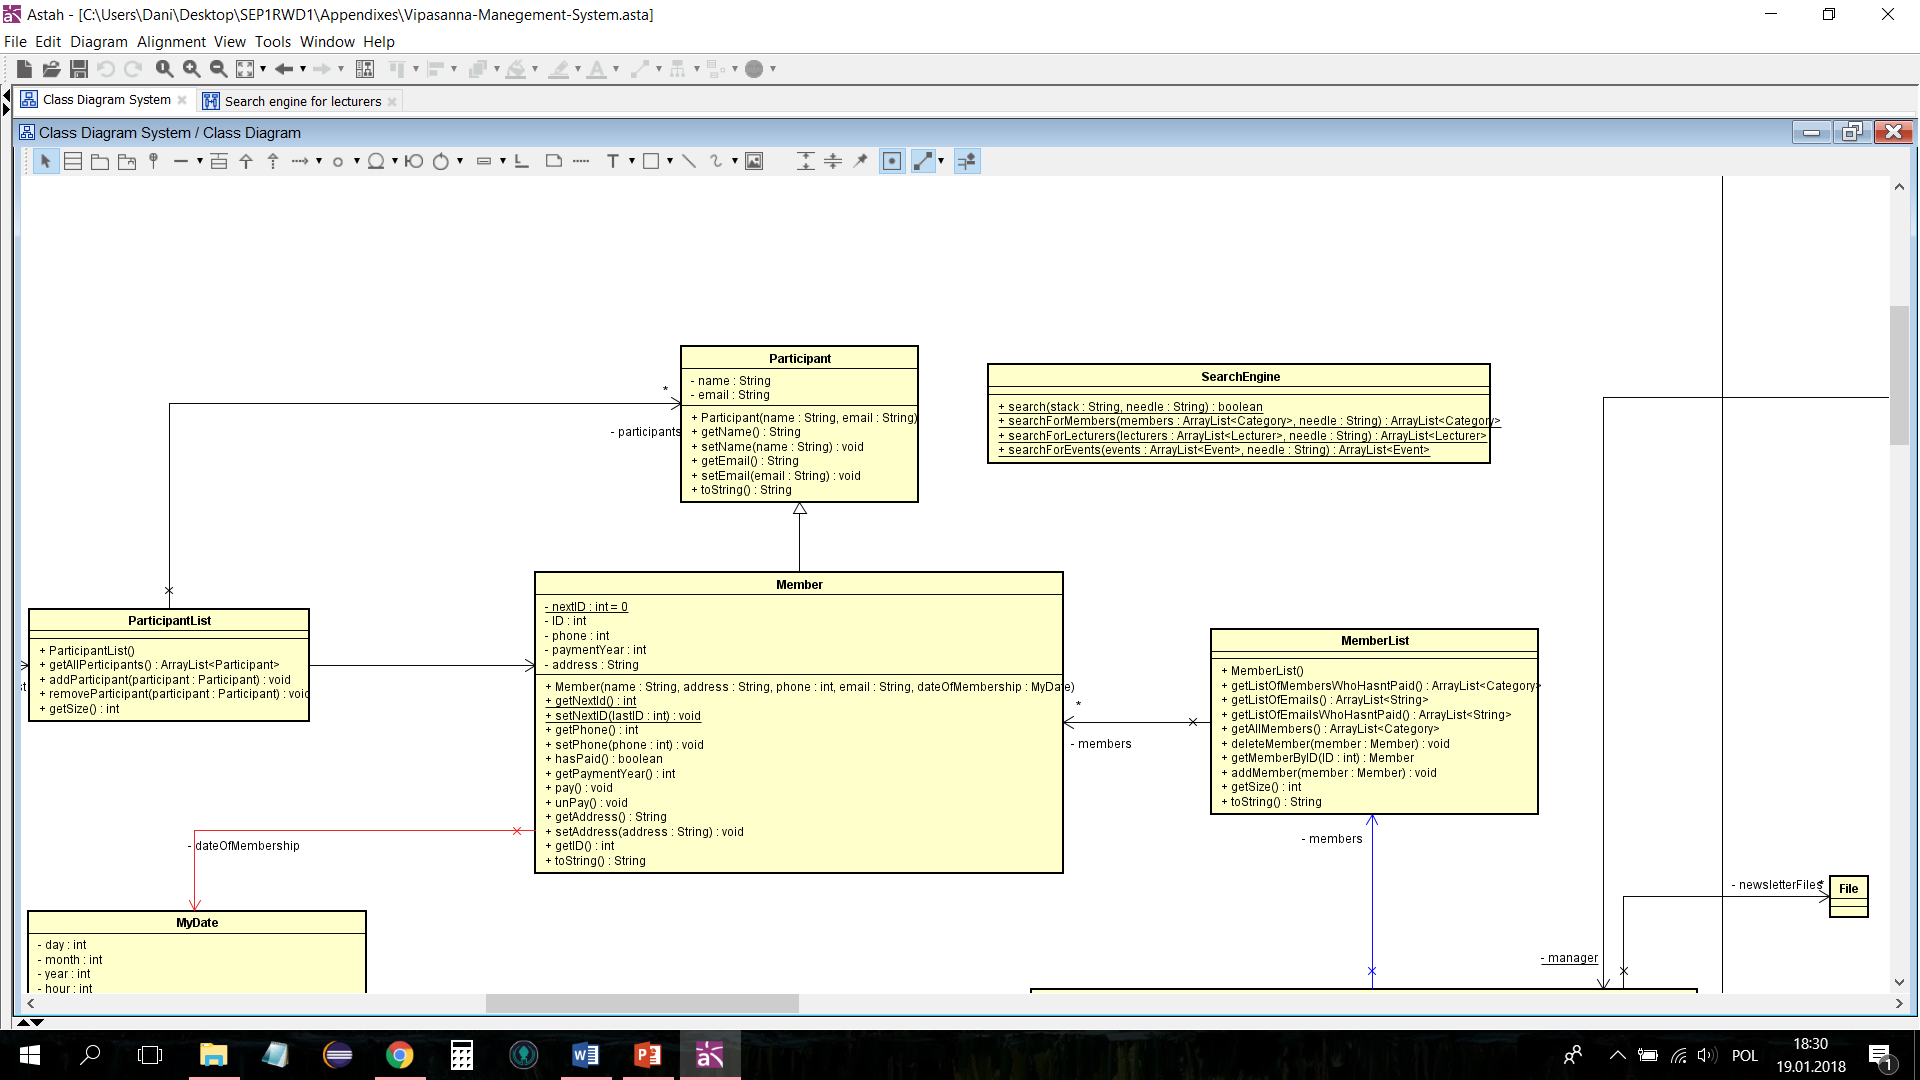 Astah - [C:\Users\Dani\Desktop\SEP1RWD1\Appendixes\Vipasanna-Manegement-System.asta]
File Edit Diagram Alignment View Tools Window Help
Class Diagram System
Search engine for lecturers
Class Diagram System / Class Diagram
Participant
- name : String
- email : String
+ Participant(name : String, email : String)
+ getName() : String
+ setName(name : String) : void
+ getEmail() : String
+ setEmail(email : String) : void
+ toString() : String
*
- participants
SearchEngine
+ search(stack : String, needle : String) : boolean
+ searchForMembers(members : ArrayList<Category>, needle : String) : ArrayList<Category>
+ searchForLecturers(lecturers : ArrayList<Lecturer>, needle : String) : ArrayList<Lecturer>
+ searchForEvents(events : ArrayList<Event>, needle : String) : ArrayList<Event>
ParticipantList
+ ParticipantList()
+ getAllPerticipants() : ArrayList<Participant>
+ addParticipant(participant : Participant) : void
+ removeParticipant(participant : Participant) : void
+ getSize() : int
Member
- nextID : int = 0
- ID : int
- phone : int
- paymentYear : int
- address : String
+ Member(name : String, address : String, phone : int, email : String, dateOfMembership : MyDate)
+ getNextId() : int
+ setNextID(lastID : int) : void
+ getPhone() : int
+ setPhone(phone : int) : void
+ hasPaid() : boolean
+ getPaymentYear() : int
+ pay() : void
+ unPay() : void
+ getAddress() : String
+ setAddress(address : String) : void
+ getID() : int
+ toString() : String
*
- members
MemberList
+ MemberList()
+ getListOfMembersWhoHasntPaid() : ArrayList<Category>
+ getListOfEmails() : ArrayList<String>
+ getListOfEmailsWhoHasntPaid() : ArrayList<String>
+ getAllMembers() : ArrayList<Category>
+ deleteMember(member : Member) : void
+ getMemberByID(ID : int) : Member
+ addMember(member : Member) : void
+ getSize() : int
+ toString() : String
- members
- dateOfMembership
MyDate
- day : int
- month : int
- year : int
- hour : int
- newsletterFiles
*
File
- manager
POL
18:30
19.01.2018
1